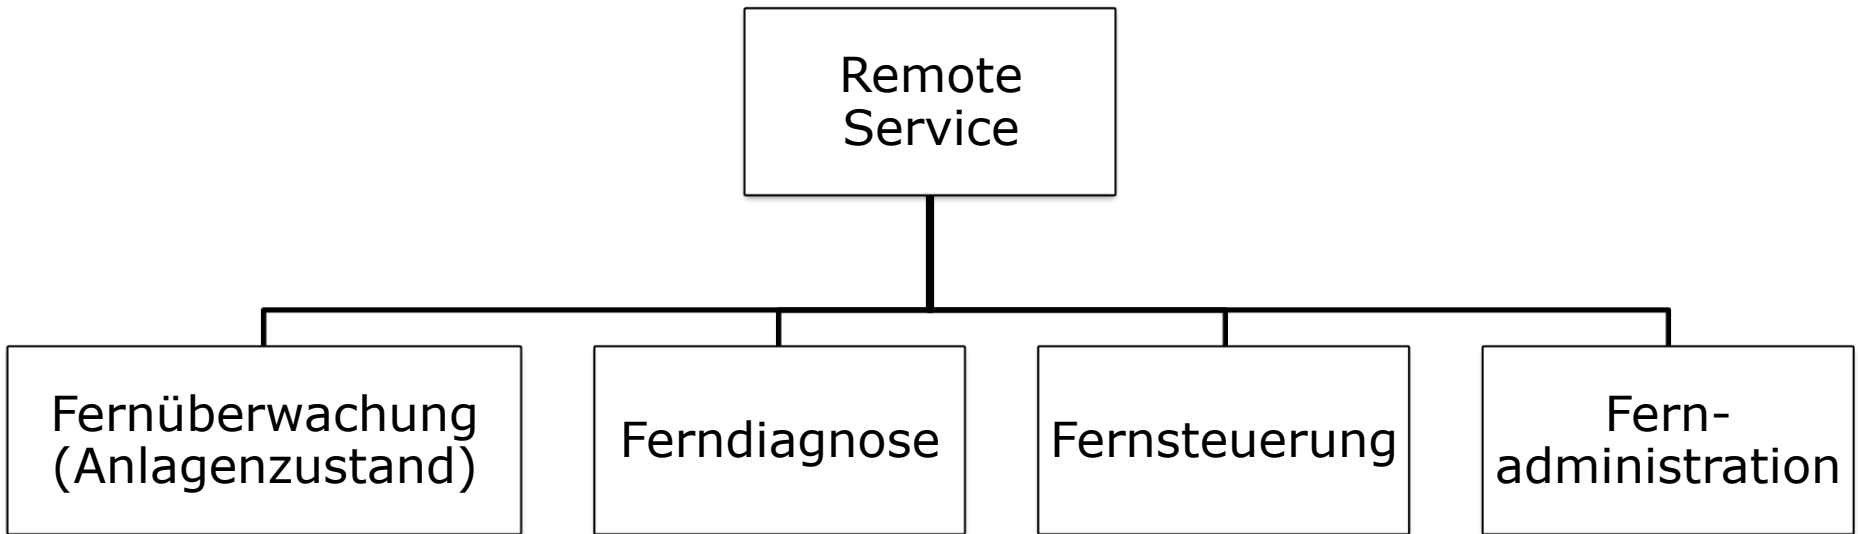 Remote
Service
Fernüberwachung
(Anlagenzustand)
Ferndiagnose
Fernsteuerung
Fern-
administration